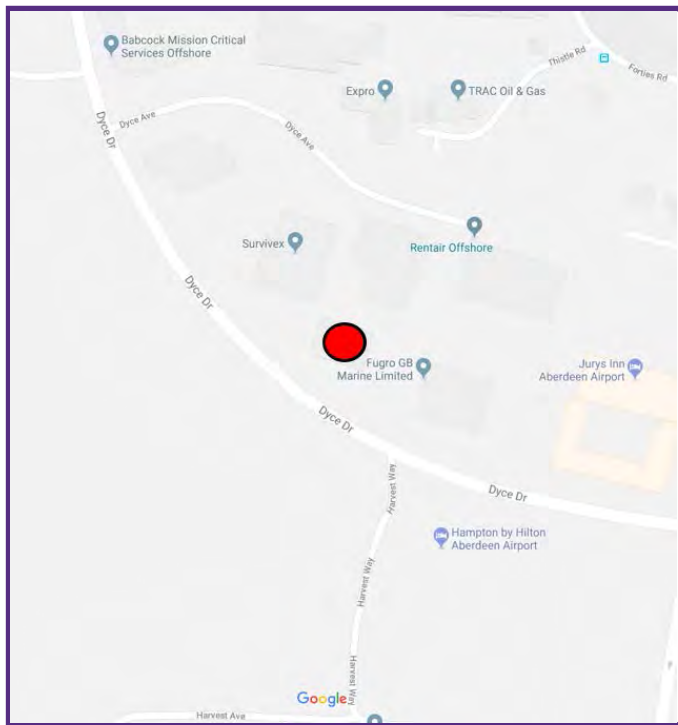 Babcock Mission Critical
Services Offshore
Thistle Rd
Forties Rd
Expro
TRAC Oil & Gas
Dyce Dr
Dyce Ave
Dyce Ave
Survivex
Rentair Offshore
Dyce Dr
Fugro GB
Marine Limited
Jurys Inn
Aberdeen Airport
Dyce Dr
Harvest Way
Dyce Dr
Hampton by Hilton
Aberdeen Airport
Harvest Way
Harvest Way
Google
Harvest Ave